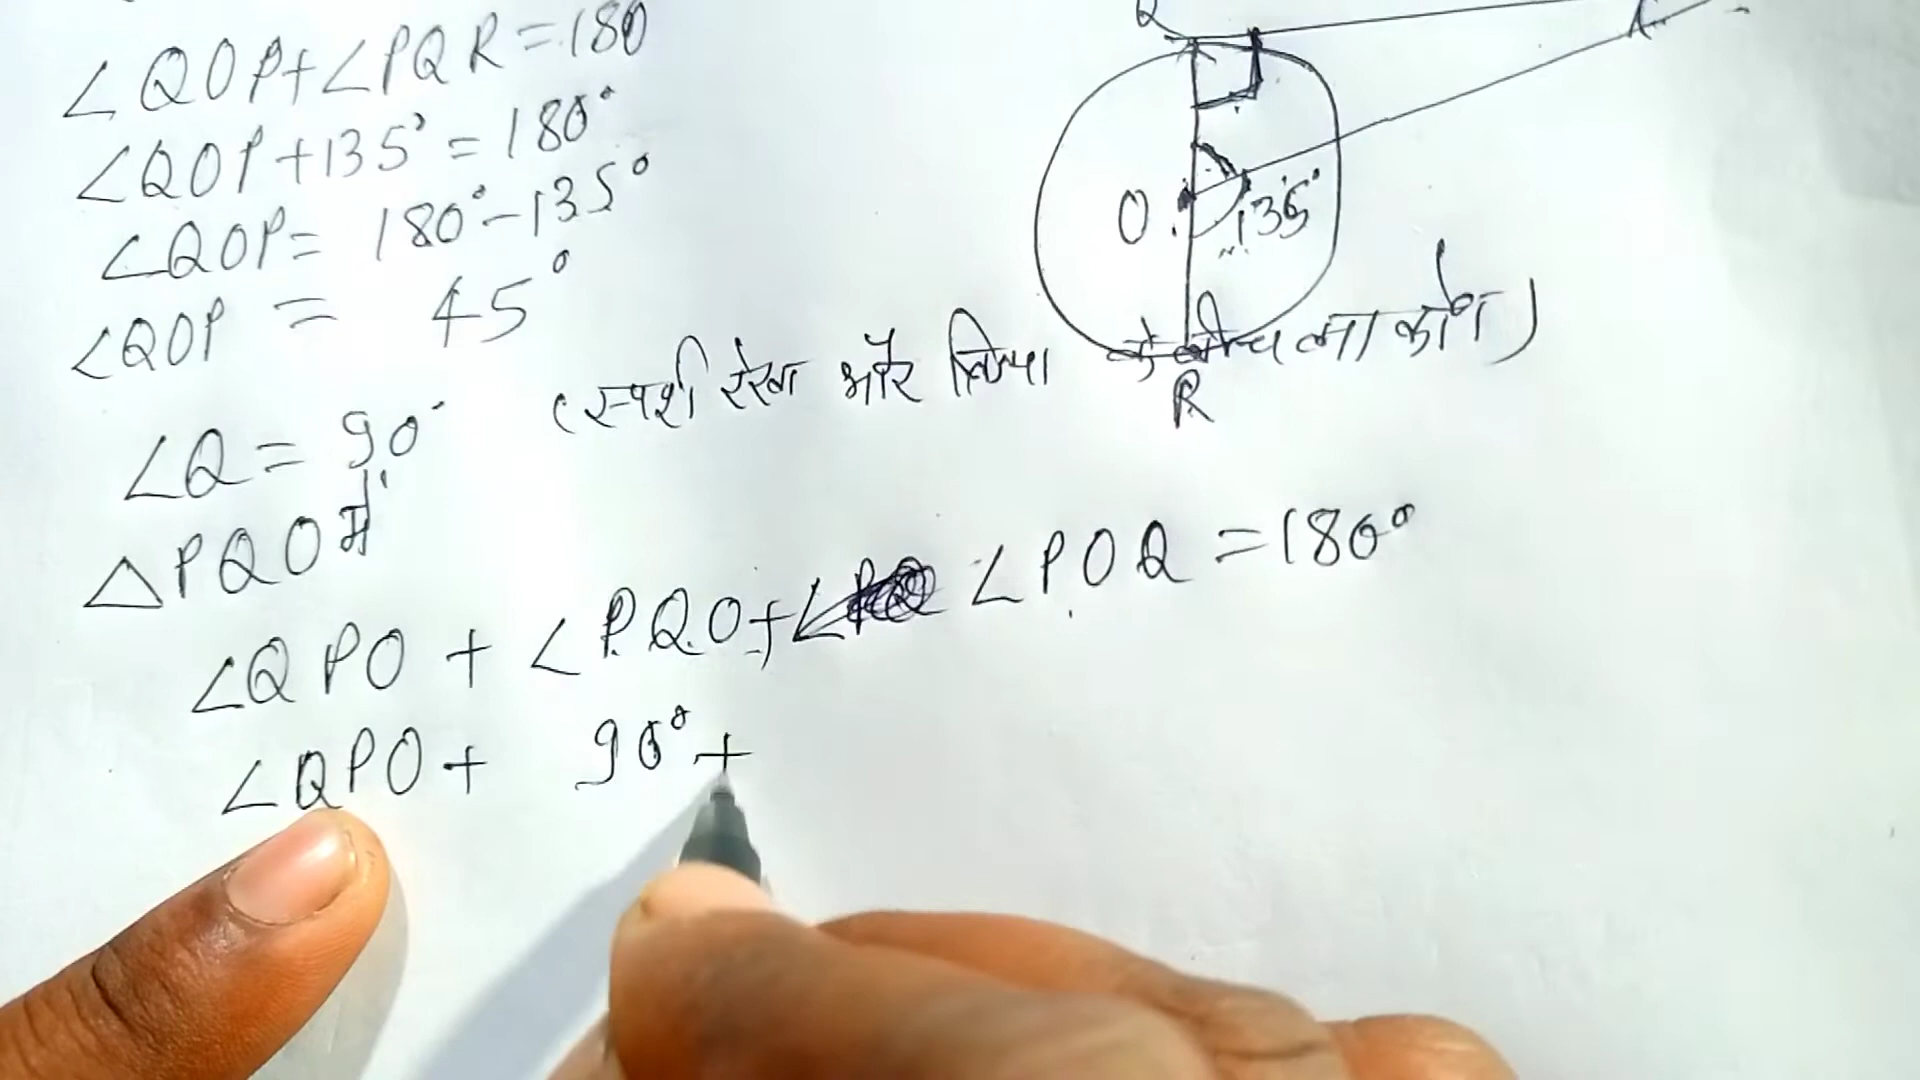 ∠QOP+∠PQR=180
∠QOP+135°=180°
∠QOP= 180°-135°
∠QOP = 45°
∠Q= 90° (स्पर्श रेखा और त्रिज्या के बीच का कोण)
△PQO में
∠QPO + ∠PQO+ ∠POQ =180°
∠QPO+ 90°+
Q
O
135°
R